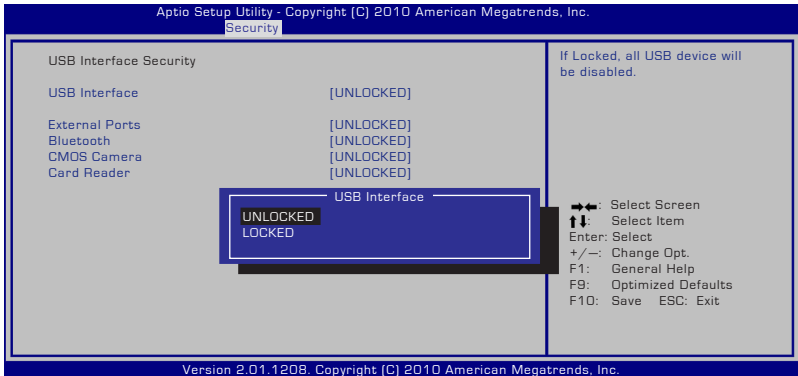 Aptio Setup Utility - Copyright (C) 2010 American Megatrends, Inc.
Security
USB Interface Security
USB Interface [UNLOCKED]
External Ports [UNLOCKED]
Bluetooth [UNLOCKED]
CMOS Camera [UNLOCKED]
Card Reader [UNLOCKED]
USB Interface
UNLOCKED
LOCKED
If Locked, all USB device will
be disabled.
→←: Select Screen
↑↓: Select Item
Enter: Select
+/—: Change Opt.
F1: General Help
F9: Optimized Defaults
F10: Save ESC: Exit
Version 2.01.1208. Copyright (C) 2010 American Megatrends, Inc.